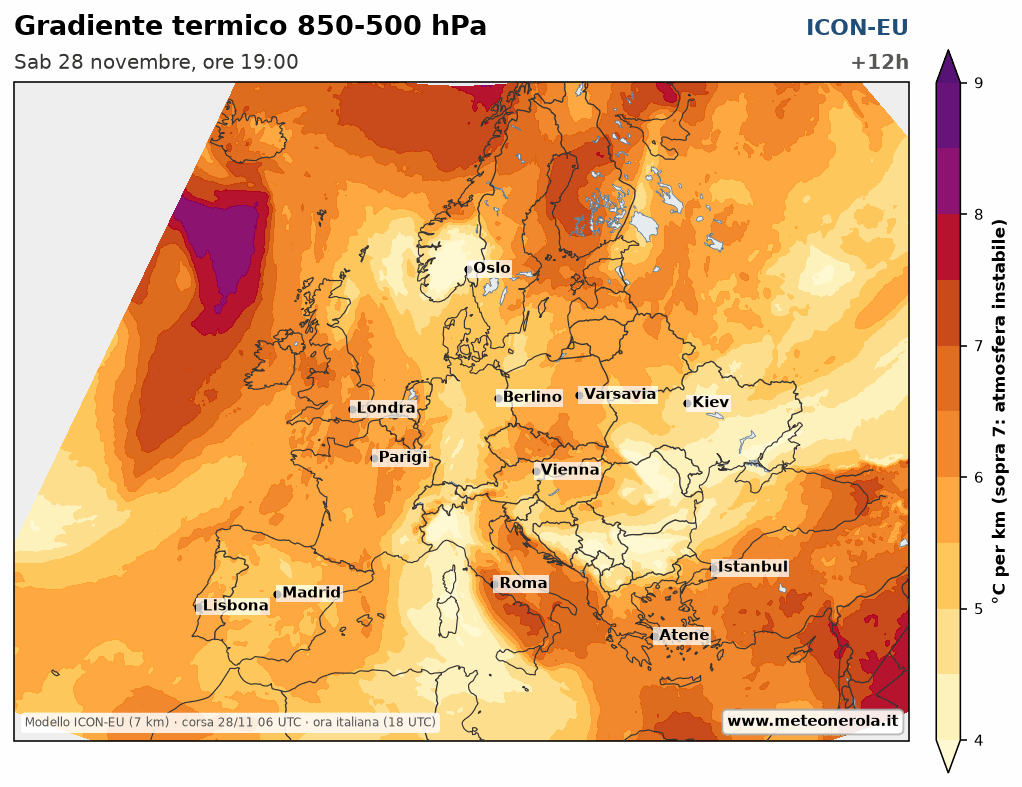 Gradiente termico 850-500 hPa
ICON-EU
Sab 28 novembre, ore 19:00
+12h
Oslo
Londra
Berlino
Varsavia
Kiev
Parigi
Vienna
Istanbul
Roma
Madrid
Lisbona
Atene
Modello ICON-EU (7 km) · corsa 28/11 06 UTC · ora italiana (18 UTC)
www.meteonerola.it
9
8
7
6
5
4
°C per km (sopra 7: atmosfera instabile)